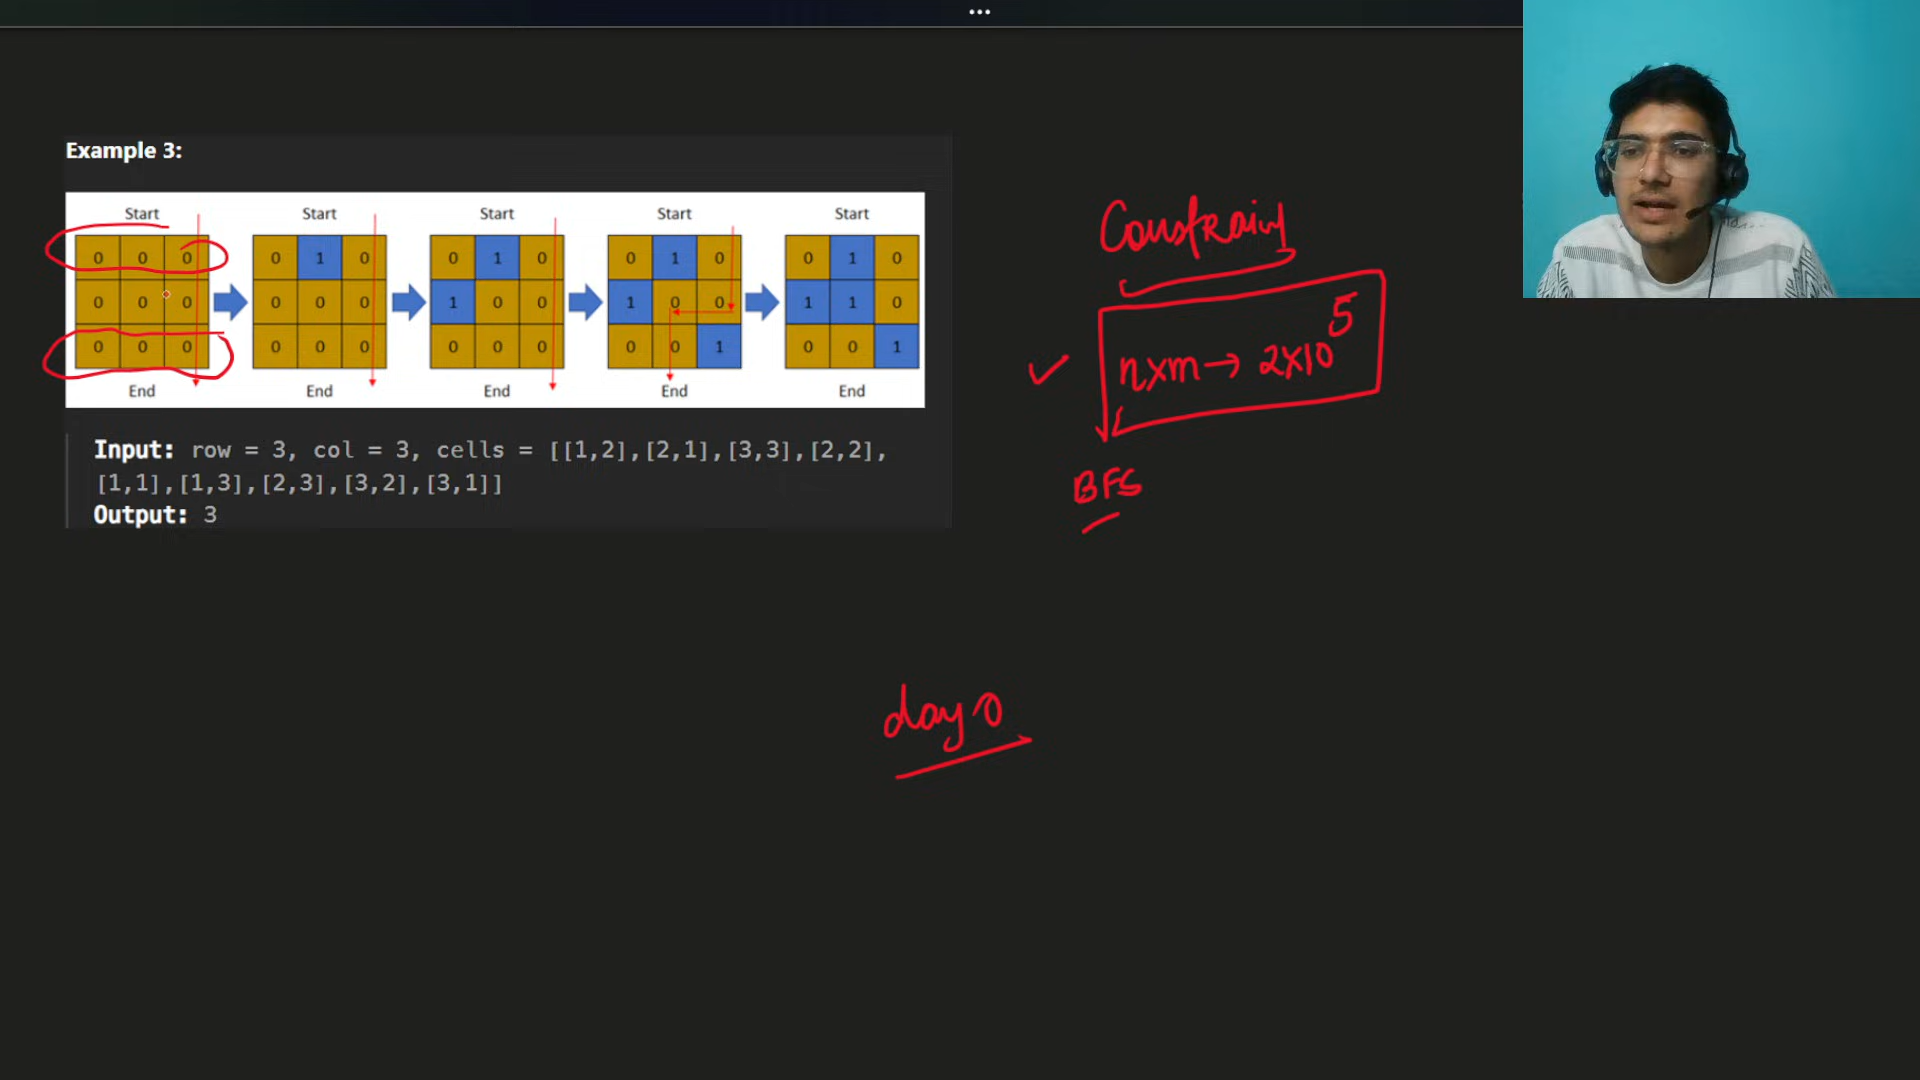 ...
Example 3:
Start Start Start Start Start
0 0 0 0 1 0 0 1 0 0 1 0 0 1 0
0 0 0 0 0 0 1 0 0 1 0 0 1 1 0
0 0 0 0 0 0 0 0 0 0 0 1 0 0 1
End End End End End
Input: row = 3, col = 3, cells = [[1,2],[2,1],[3,3],[2,2],
[1,1],[1,3],[2,3],[3,2],[3,1]]
Output: 3
Constraint
n×m → 2×10^5
BFS
day 0